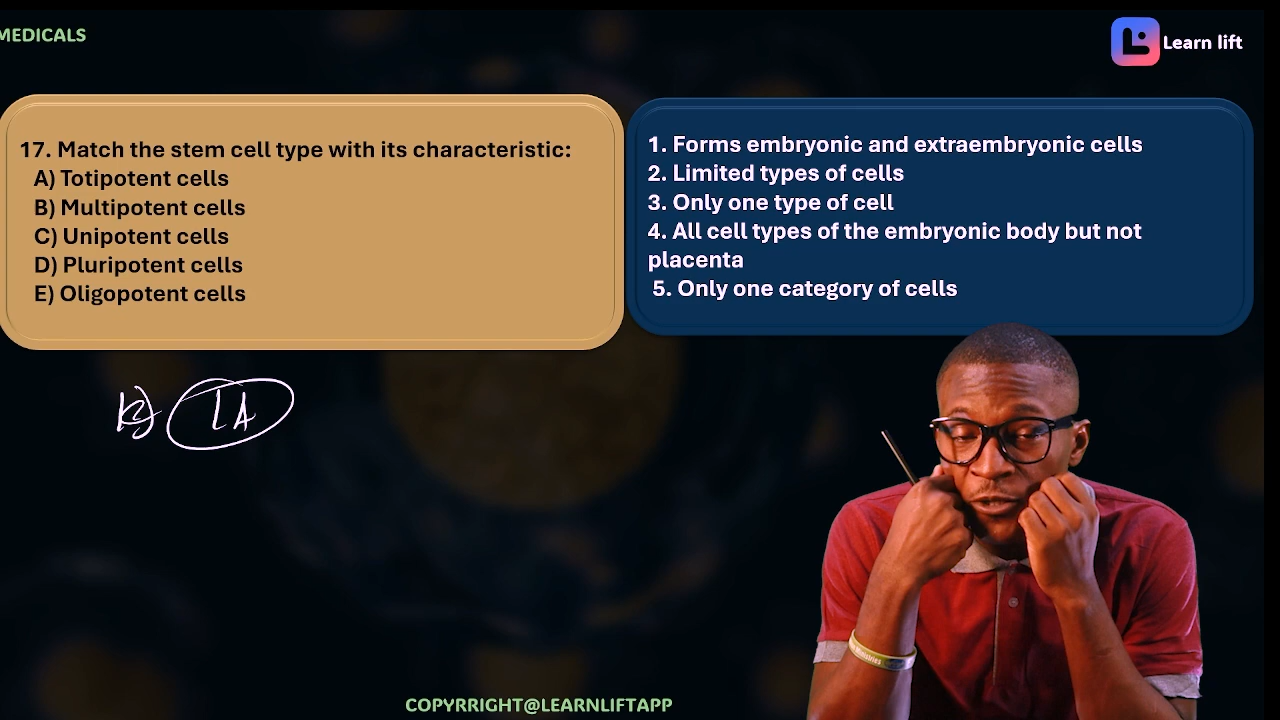 MEDICALS
Learn lift
17. Match the stem cell type with its characteristic:
A) Totipotent cells
B) Multipotent cells
C) Unipotent cells
D) Pluripotent cells
E) Oligopotent cells
1. Forms embryonic and extraembryonic cells
2. Limited types of cells
3. Only one type of cell
4. All cell types of the embryonic body but not
placenta
5. Only one category of cells
1A
COPYRRIGHT@LEARNLIFTAPP